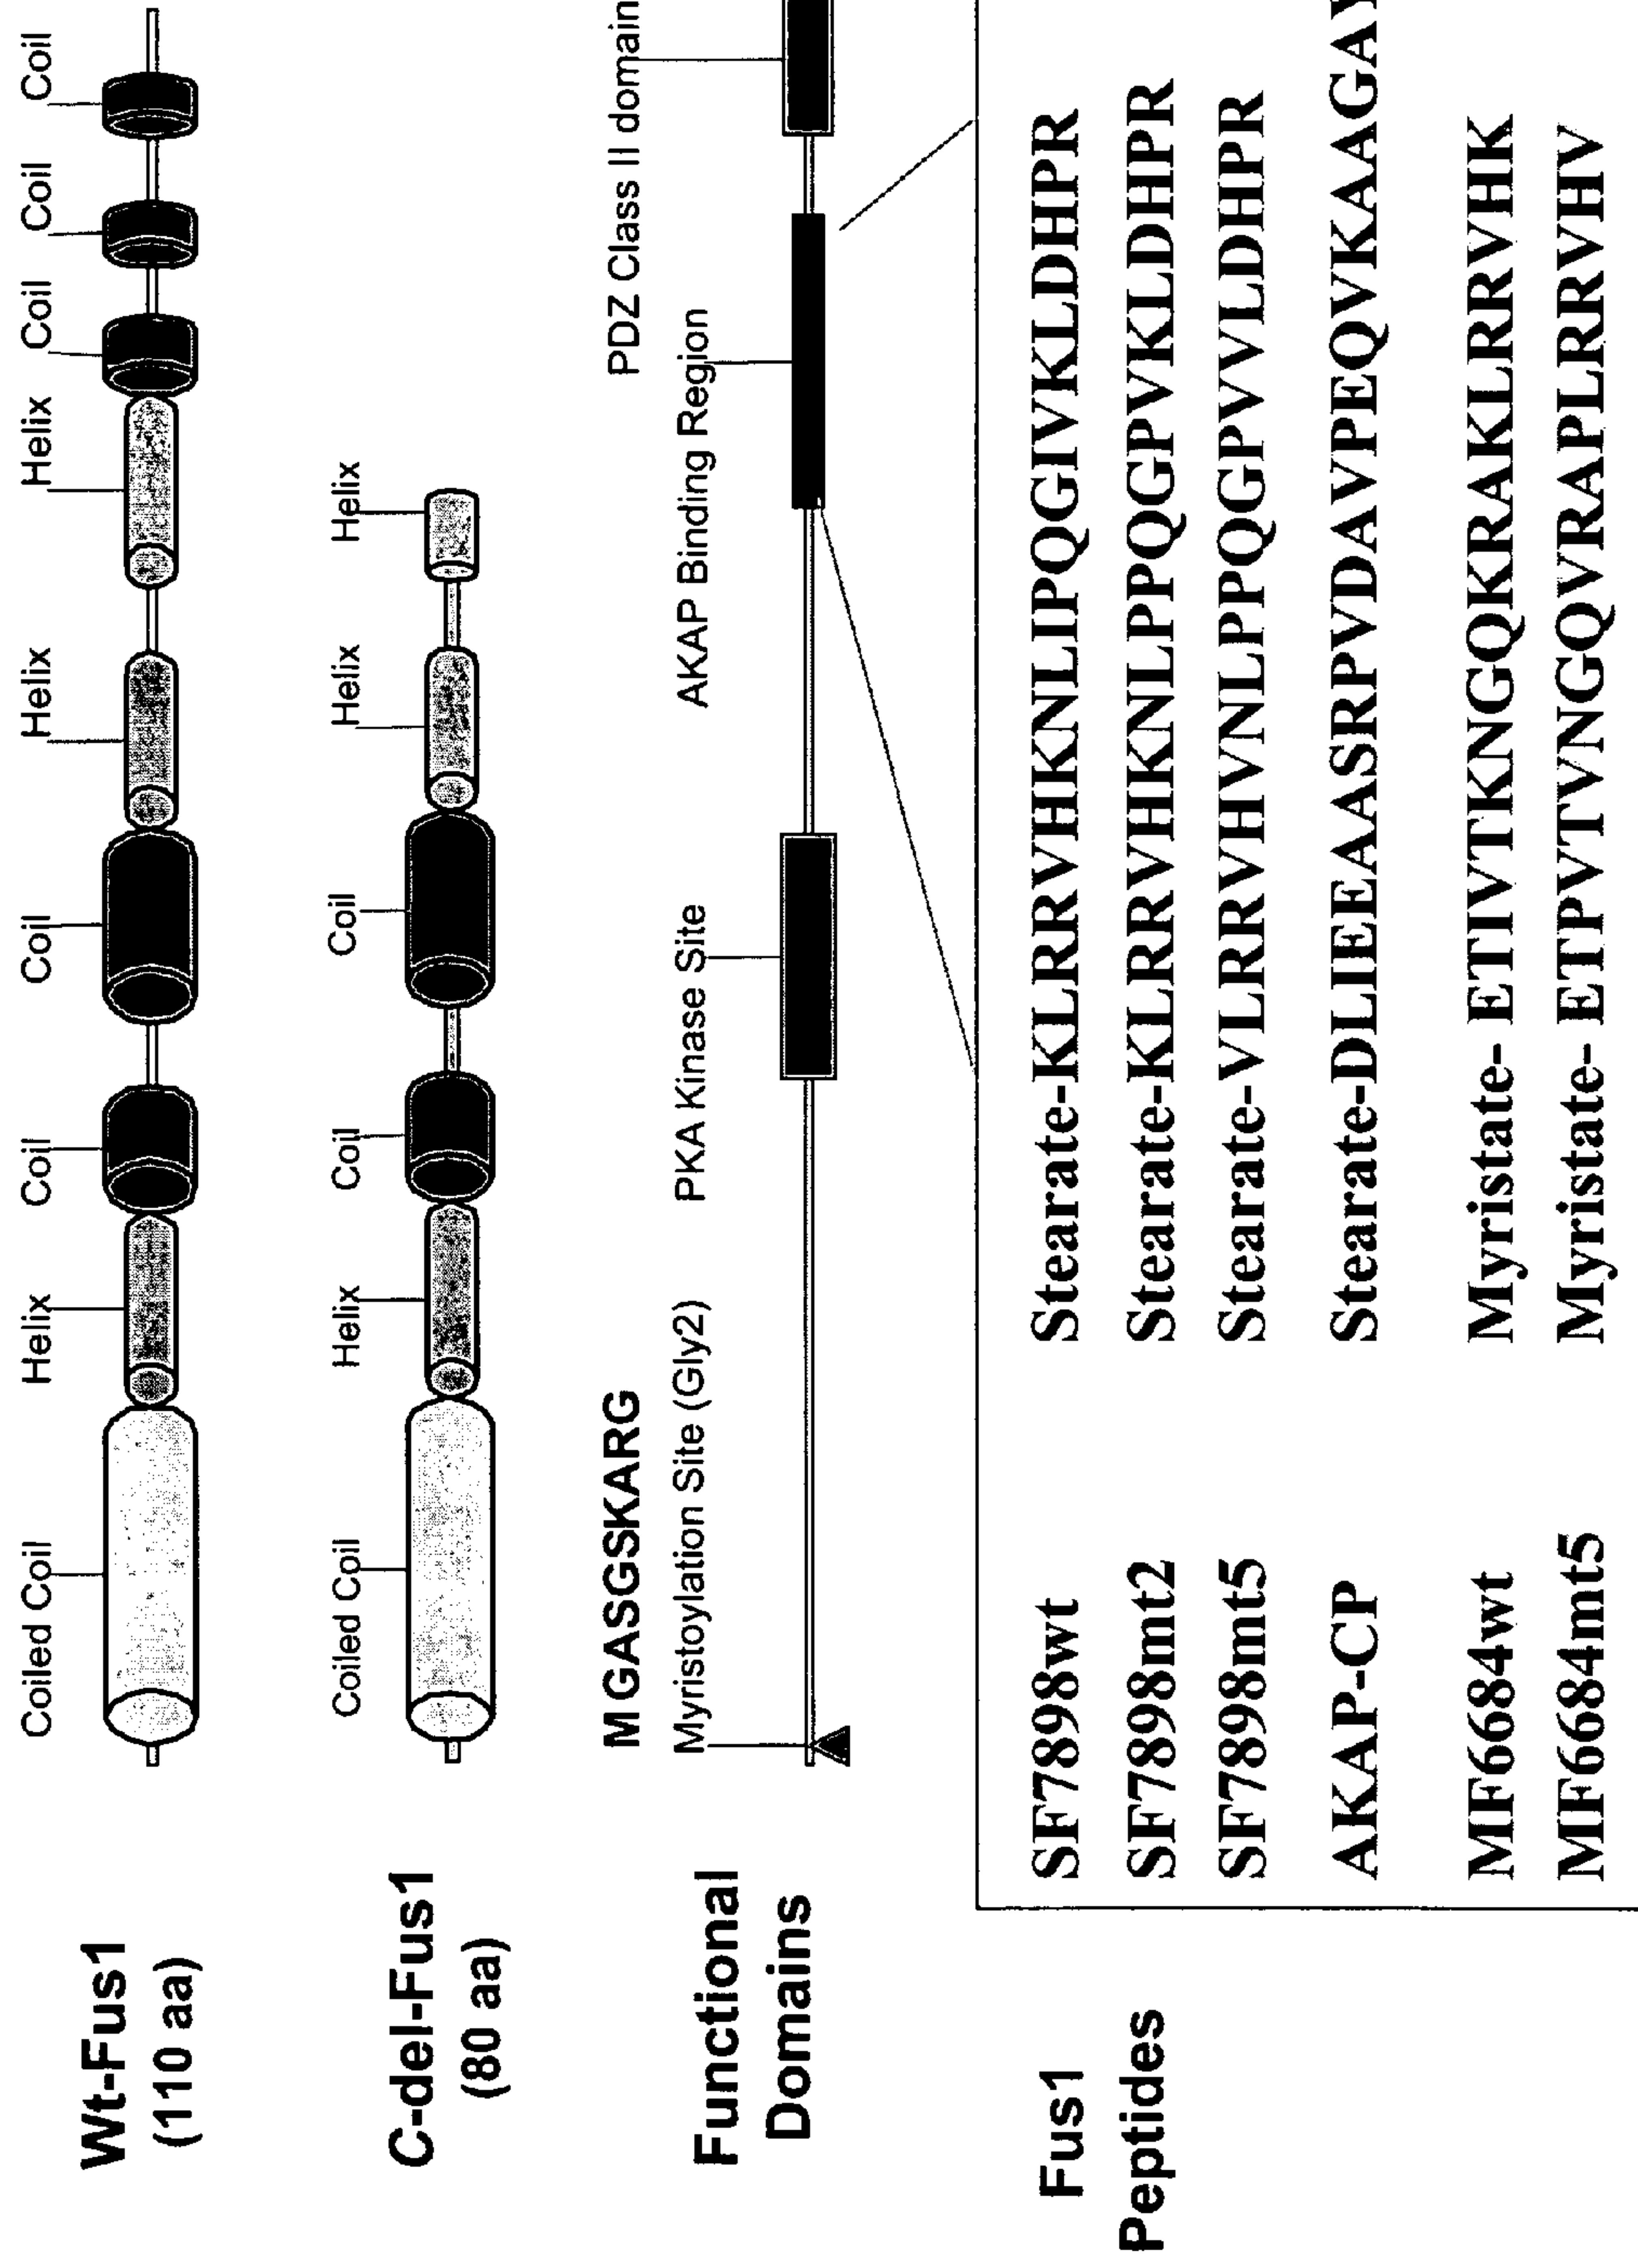 Coiled Coil Helix Coil Coil Helix Helix Coil Coil Coil
Wt-Fus1
(110 aa)
Coiled Coil Helix Coil Coil Helix Helix
C-del-Fus1
(80 aa)
MGASGSKARG
PDZ Class II domain
Myristoylation Site (Gly2) PKA Kinase Site AKAP Binding Region
Functional
Domains
Fus1
Peptides
SF7898wt Stearate-KLRRVHKNLIPQGIVKLDHPR
SF7898mt2 Stearate-KLRRVHKNLPPQGPVKLDHPR
SF7898mt5 Stearate-VLRRVHVNLPPQGPVVLDHPR
AKAP-CP Stearate-DLIEEAASRPVDAVPEQVKAAGAY
MF6684wt Myristate- ETIVTKNGQKRAKLRRVHK
MF6684mt5 Myristate- ETPVTVNGQVRAPLRRVHV